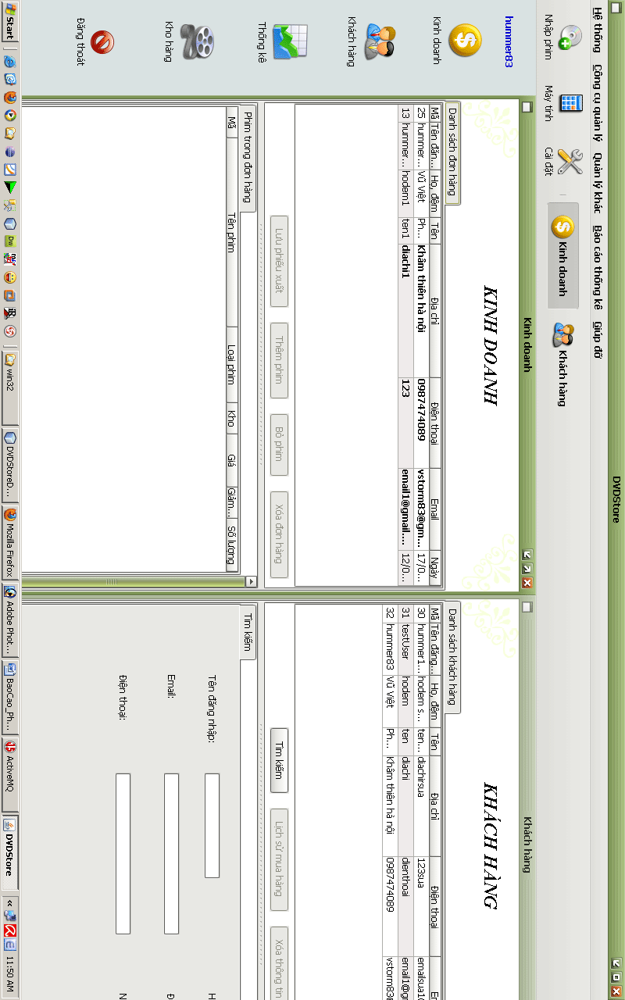 DVDStore
Hệ thống Công cụ quản lý Quản lý khác Báo cáo thống kê Giúp đỡ
Nhập phim Máy tính Cài đặt Kinh doanh Khách hàng
hummer83
Kinh doanh
Khách hàng
Thống kê
Kho hàng
Đăng thoát
Kinh doanh
KINH DOANH
Danh sách đơn hàng
Mã Tên đăn... Họ, đệm Tên Địa chỉ Điện thoại Email Ngày
25 hummer... Vũ Việt Ph... Khâm thiên hà nội 0987474089 vstorm83@gm... 17/0...
13 hummer... hodem1 ten1 diachi1 123 email1@gmail.... 12/0...
Lưu phiếu xuất Thêm phim Bỏ phim Xóa đơn hàng
Phim trong đơn hàng
Mã Tên phim Loại phim Kho Giá Giảm... Số lượng
Khách hàng
KHÁCH HÀNG
Danh sách khách hàng
Mã Tên đăng... Họ, đệm Tên Địa chỉ Điện thoại Er
30 hummer1... hodem s... ten... diachirsua 123sua emailsua1
31 testUser hodem ten diachi dienthoai email1@g
32 hummer83 Vũ Việt Ph... Khâm thiên hà nội 0987474089 vstorm83
Tìm kiếm Lịch sử mua hàng Xóa thông tin
Tìm kiếm
Tên đăng nhập: H
Email: Đ
Điện thoại: N
Start win32 DVDStoreD... Mozilla Firefox Adobe Phot... BaoCao_Ph... ActiveMQ DVDStore « 11:50 AM